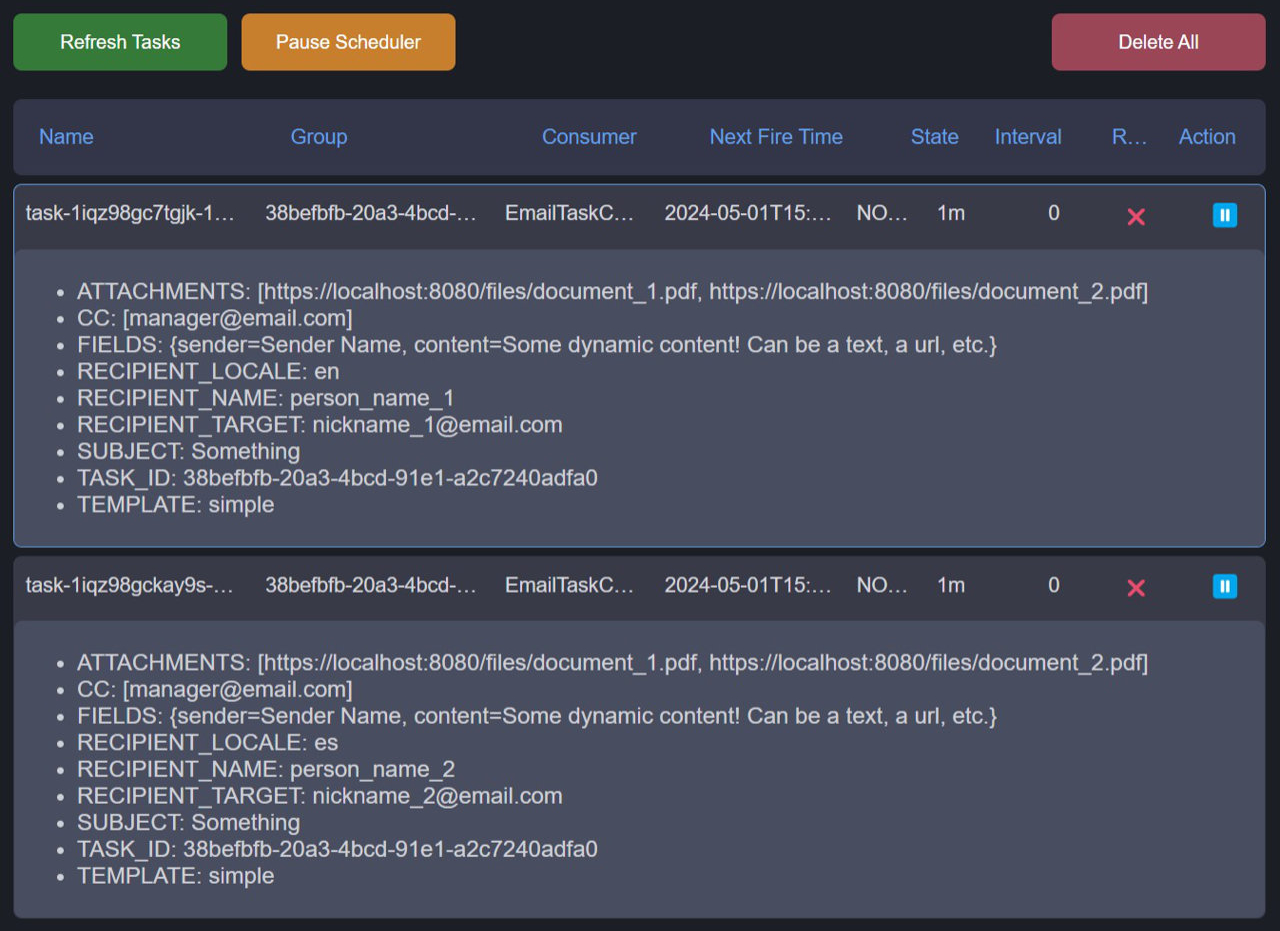 Refresh Tasks Pause Scheduler Delete All
Name Group Consumer Next Fire Time State Interval R... Action
task-1iqz98gc7tgjk-1... 38befbfb-20a3-4bcd-... EmailTaskC... 2024-05-01T15:... NO... 1m 0
• ATTACHMENTS: [https://localhost:8080/files/document_1.pdf, https://localhost:8080/files/document_2.pdf]
• CC: [manager@email.com]
• FIELDS: {sender=Sender Name, content=Some dynamic content! Can be a text, a url, etc.}
• RECIPIENT_LOCALE: en
• RECIPIENT_NAME: person_name_1
• RECIPIENT_TARGET: nickname_1@email.com
• SUBJECT: Something
• TASK_ID: 38befbfb-20a3-4bcd-91e1-a2c7240adfa0
• TEMPLATE: simple
task-1iqz98gckay9s-... 38befbfb-20a3-4bcd-... EmailTaskC... 2024-05-01T15:... NO... 1m 0
• ATTACHMENTS: [https://localhost:8080/files/document_1.pdf, https://localhost:8080/files/document_2.pdf]
• CC: [manager@email.com]
• FIELDS: {sender=Sender Name, content=Some dynamic content! Can be a text, a url, etc.}
• RECIPIENT_LOCALE: es
• RECIPIENT_NAME: person_name_2
• RECIPIENT_TARGET: nickname_2@email.com
• SUBJECT: Something
• TASK_ID: 38befbfb-20a3-4bcd-91e1-a2c7240adfa0
• TEMPLATE: simple